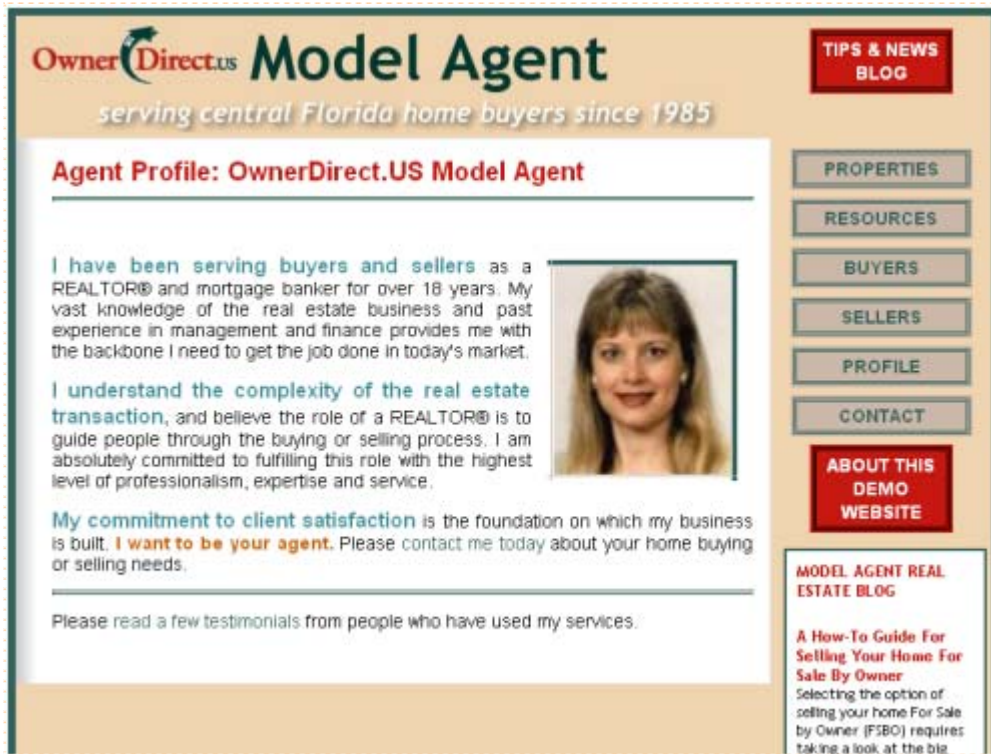 OwnerDirect.us Model Agent
serving central Florida home buyers since 1985
TIPS & NEWS
BLOG
Agent Profile: OwnerDirect.US Model Agent
I have been serving buyers and sellers as a
REALTOR® and mortgage banker for over 18 years. My
vast knowledge of the real estate business and past
experience in management and finance provides me with
the backbone I need to get the job done in today's market.
I understand the complexity of the real estate
transaction, and believe the role of a REALTOR® is to
guide people through the buying or selling process. I am
absolutely committed to fulfilling this role with the highest
level of professionalism, expertise and service.
My commitment to client satisfaction is the foundation on which my business
is built. I want to be your agent. Please contact me today about your home buying
or selling needs.
Please read a few testimonials from people who have used my services.
PROPERTIES
RESOURCES
BUYERS
SELLERS
PROFILE
CONTACT
ABOUT THIS
DEMO
WEBSITE
MODEL AGENT REAL
ESTATE BLOG
A How-To Guide For
Selling Your Home For
Sale By Owner
Selecting the option of
selling your home For Sale
by Owner (FSBO) requires
taking a look at the big